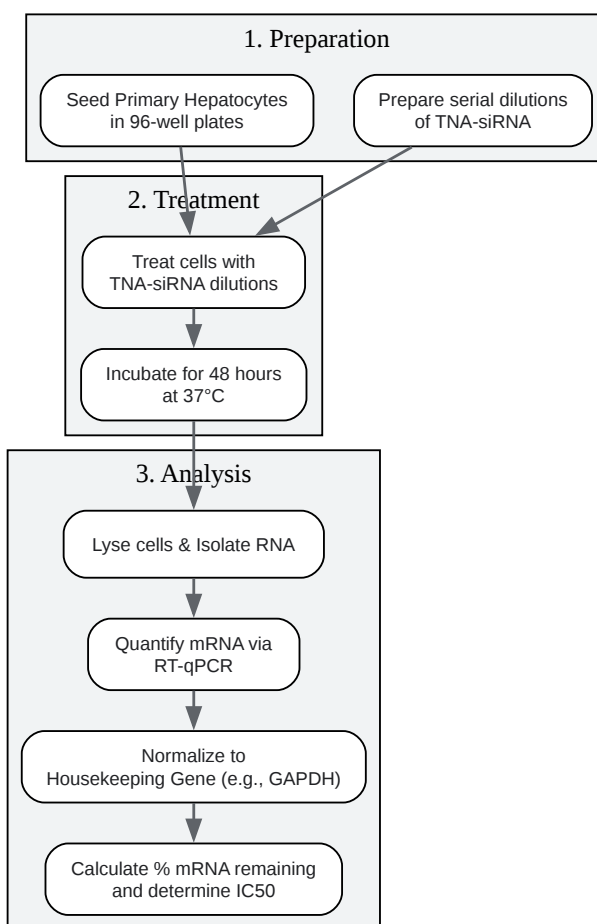 1. Preparation
Seed Primary Hepatocytes
in 96-well plates
Prepare serial dilutions
of TNA-siRNA
2. Treatment
Treat cells with
TNA-siRNA dilutions
Incubate for 48 hours
at 37°C
3. Analysis
Lyse cells & Isolate RNA
Quantify mRNA via
RT-qPCR
Normalize to
Housekeeping Gene (e.g., GAPDH)
Calculate % mRNA remaining
and determine IC50